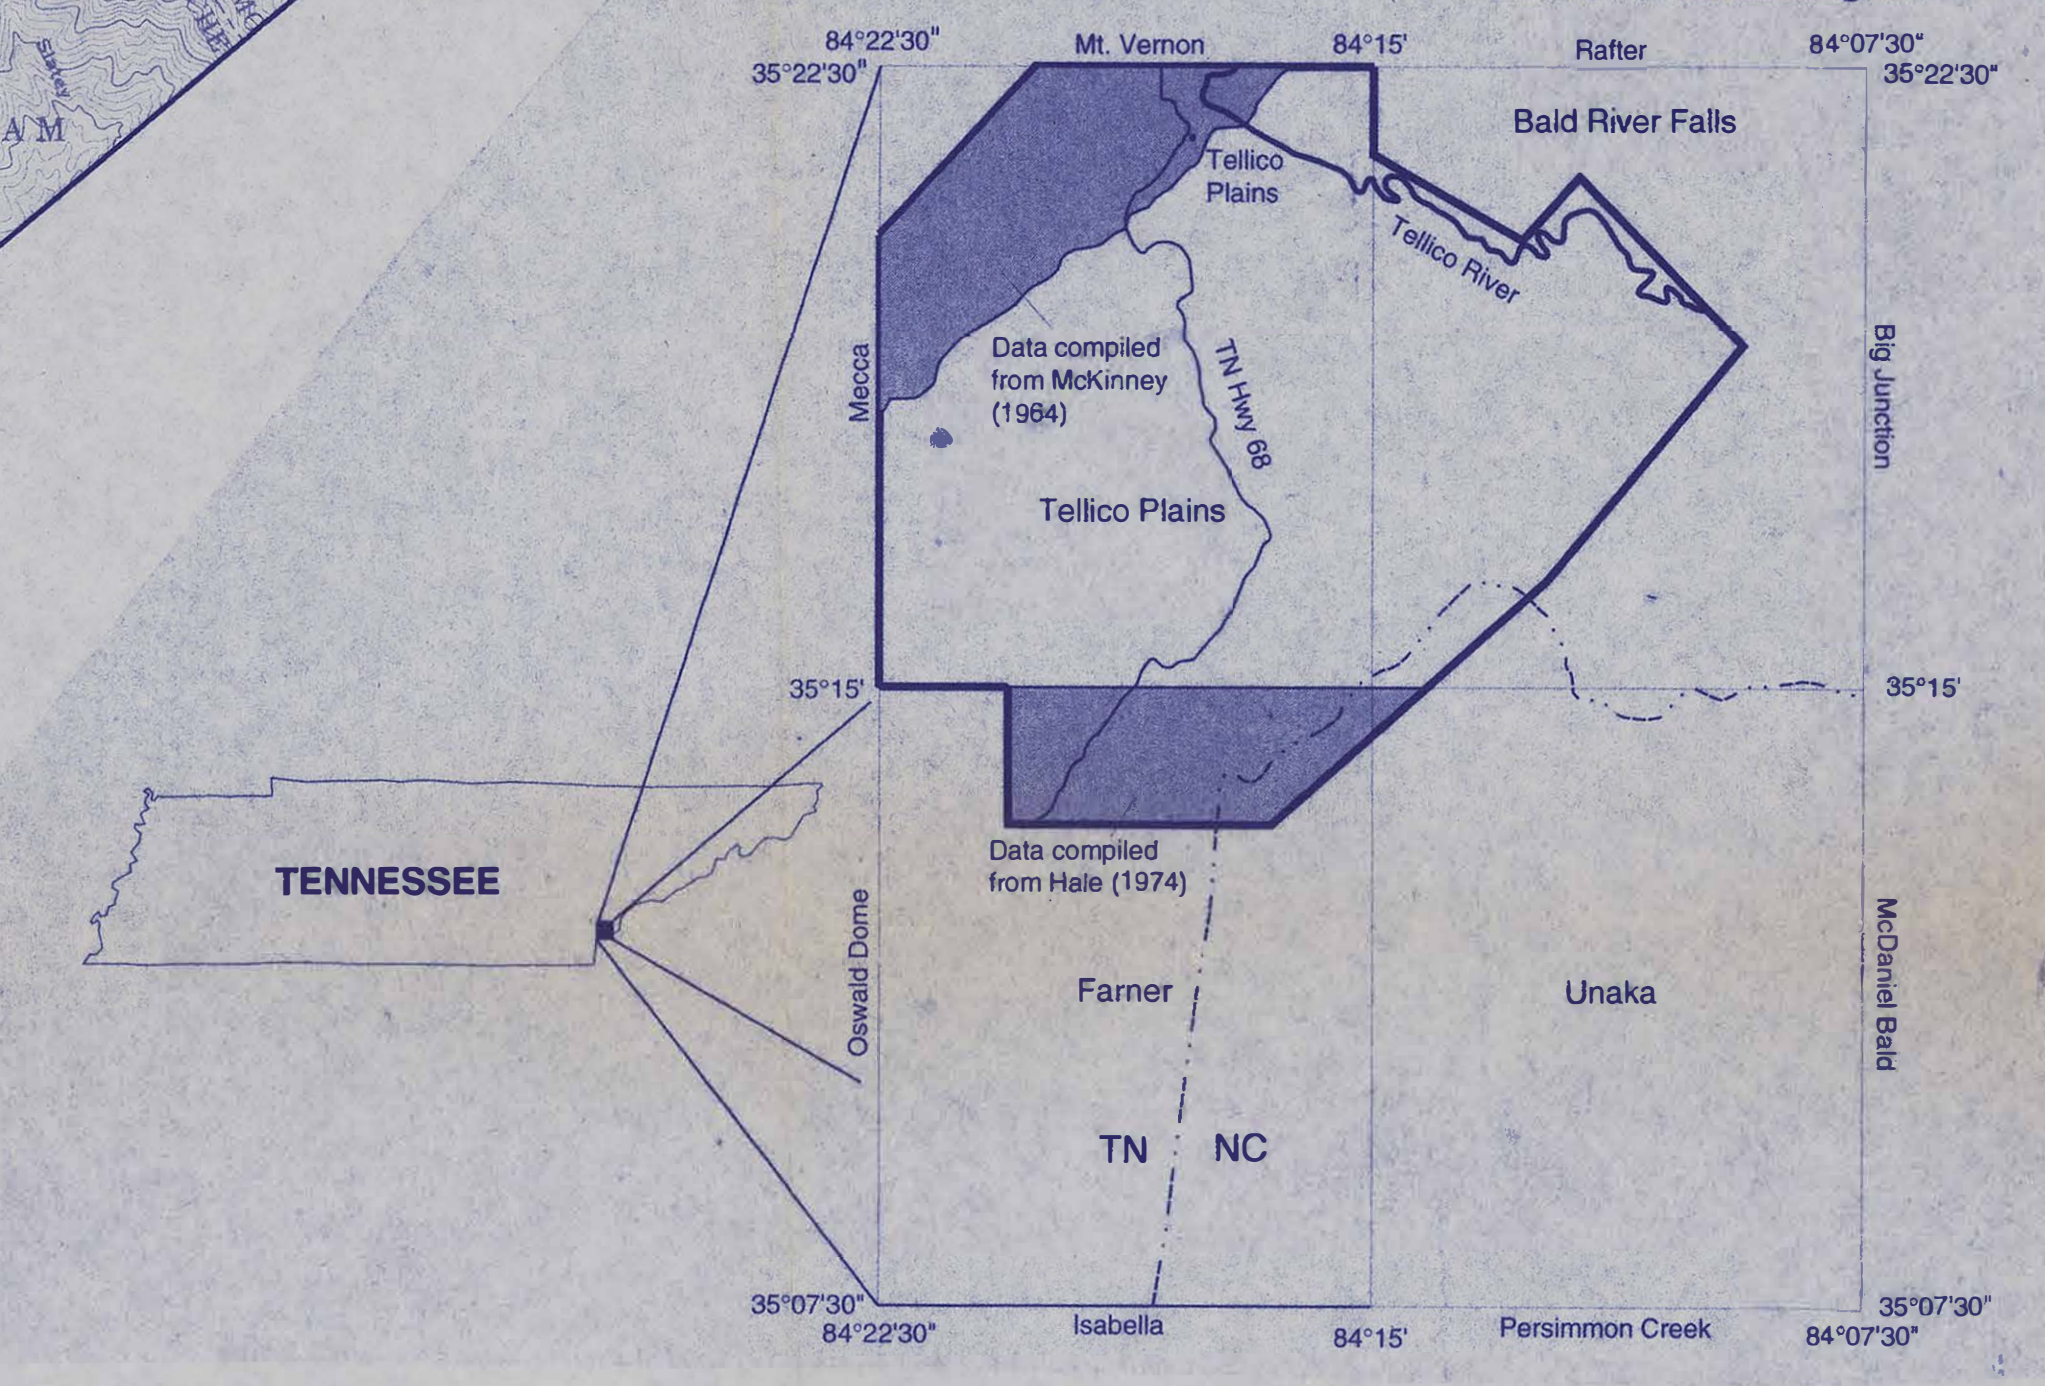 84°22'30"
Mt. Vernon
84°15'
Rafter
84°07'30"
35°22'30"
35°22'30"
Slatey
A M
Bald River Falls
Tellico
Plains
Tellico River
Mecca
Data compiled
from McKinney
(1964)
TN Hwy 68
Big Junction
Tellico Plains
35°15'
35°15'
TENNESSEE
Data compiled
from Hale (1974)
Oswald Dome
Farner
Unaka
McDaniel Bald
TN
NC
35°07'30"
35°07'30"
84°22'30"
Isabella
84°15'
Persimmon Creek
84°07'30"